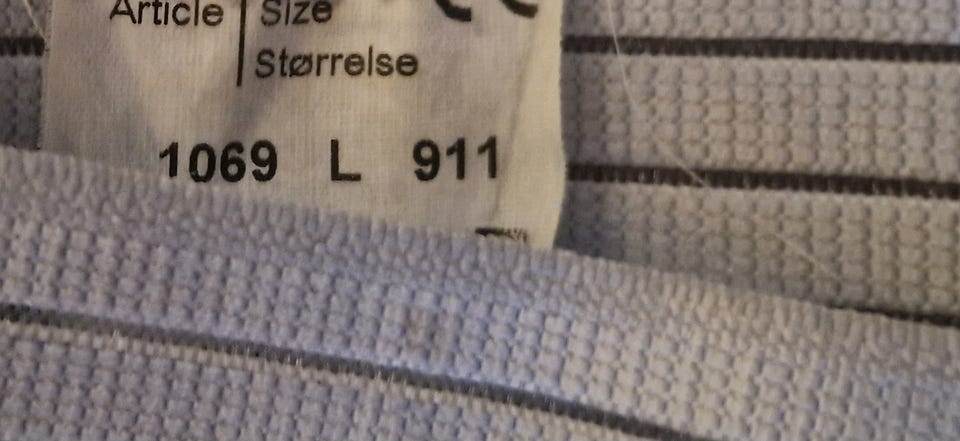 Article Size
Størrelse
1069 L 911